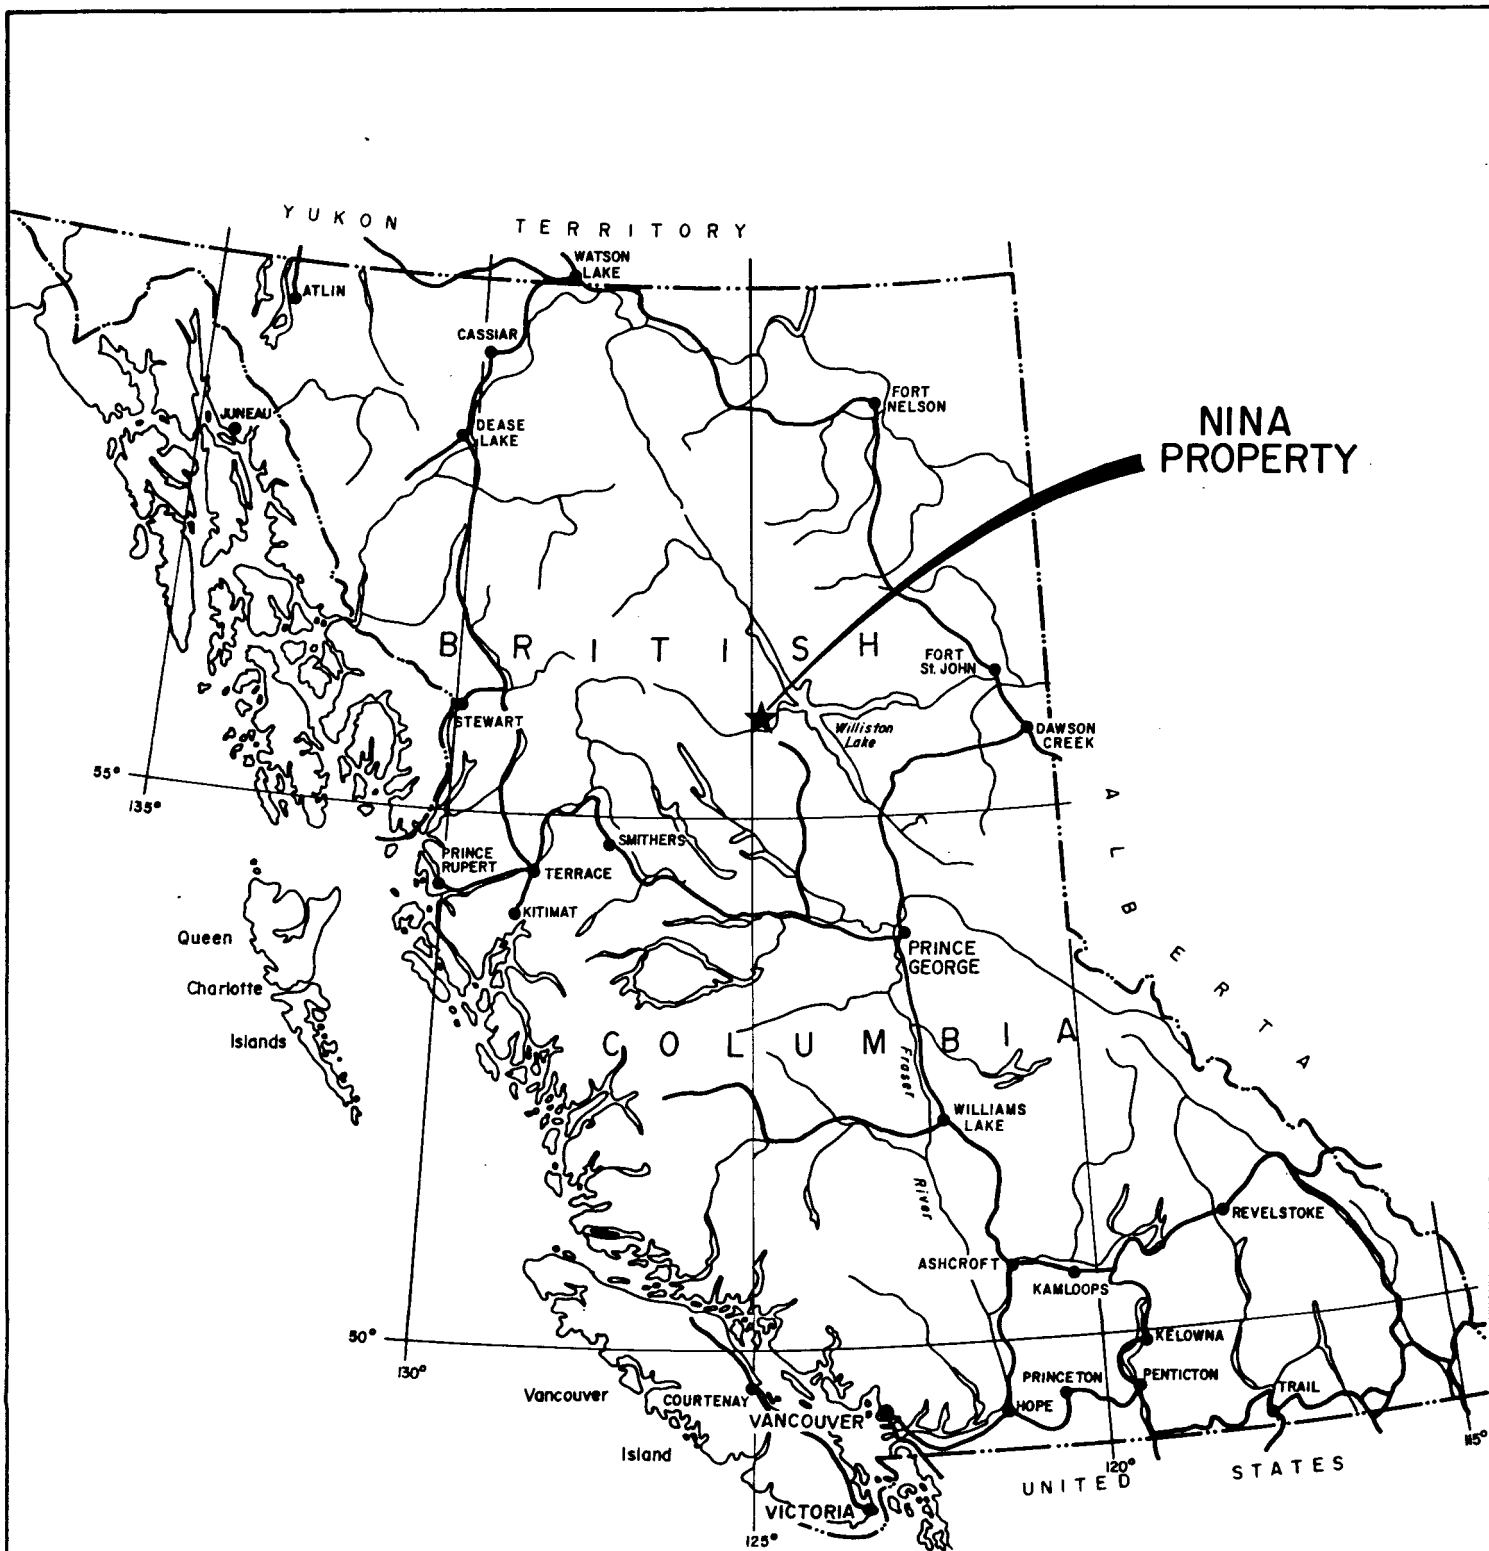 YUKON TERRITORY
WATSON
LAKE
ATLIN
CASSIAR
FORT
NELSON
JUNEAU
DEASE
LAKE
NINA
PROPERTY
BRITISH
FORT
St. JOHN
STEWART
Williston
Lake
DAWSON
CREEK
55°
135°
ALBERTA
PRINCE
RUPERT
SMITHERS
TERRACE
KITIMAT
Queen
Charlotte
Islands
PRINCE
GEORGE
COLUMBIA
Fraser
River
WILLIAMS
LAKE
REVELSTOKE
ASHCROFT
KAMLOOPS
50°
130°
KELOWNA
PRINCETON
PENTICTON
TRAIL
HOPE
Vancouver
Island
COURTENAY
VANCOUVER
VICTORIA
125°
120°
115°
UNITED STATES